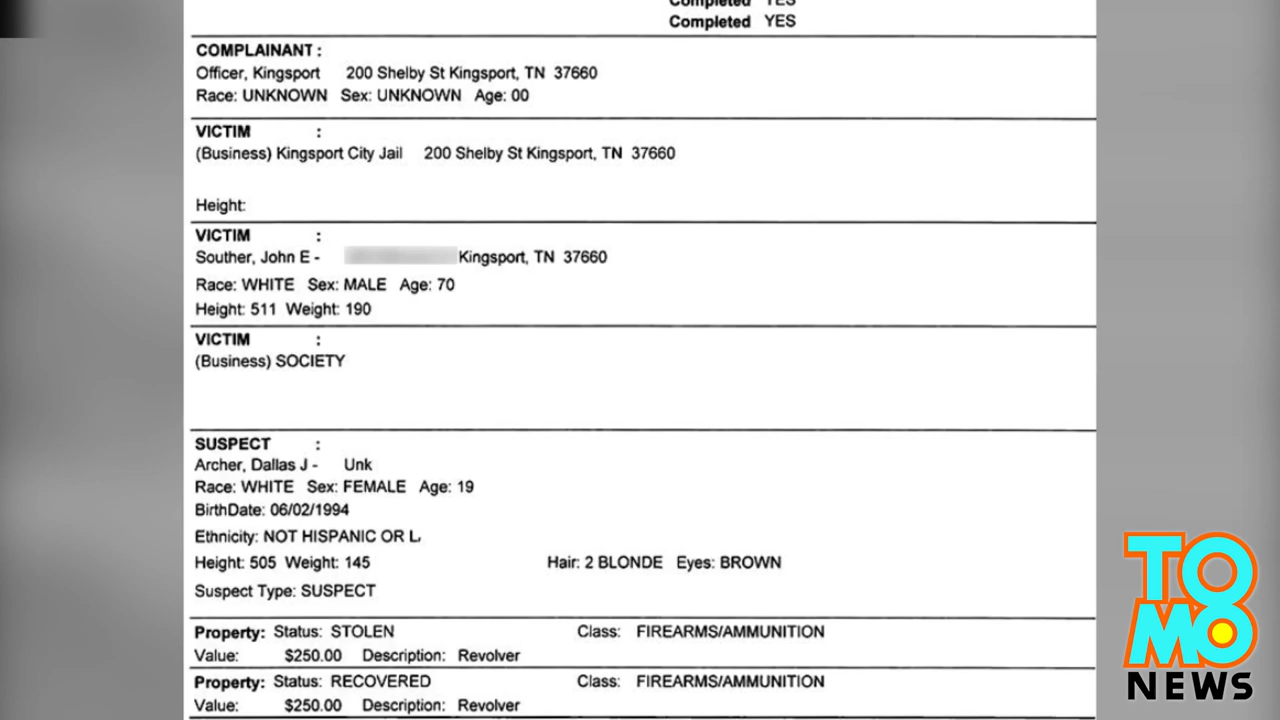 Completed YES
Completed YES
COMPLAINANT :
Officer, Kingsport 200 Shelby St Kingsport, TN 37660
Race: UNKNOWN Sex: UNKNOWN Age: 00
VICTIM :
(Business) Kingsport City Jail 200 Shelby St Kingsport, TN 37660
Height:
VICTIM :
Souther, John E - Kingsport, TN 37660
Race: WHITE Sex: MALE Age: 70
Height: 511 Weight: 190
VICTIM :
(Business) SOCIETY
SUSPECT :
Archer, Dallas J - Unk
Race: WHITE Sex: FEMALE Age: 19
BirthDate: 06/02/1994
Ethnicity: NOT HISPANIC OR
Height: 505 Weight: 145 Hair: 2 BLONDE Eyes: BROWN
Suspect Type: SUSPECT
Property: Status: STOLEN Class: FIREARMS/AMMUNITION
Value: $250.00 Description: Revolver
Property: Status: RECOVERED Class: FIREARMS/AMMUNITION
Value: $250.00 Description: Revolver
TOMO
NEWS